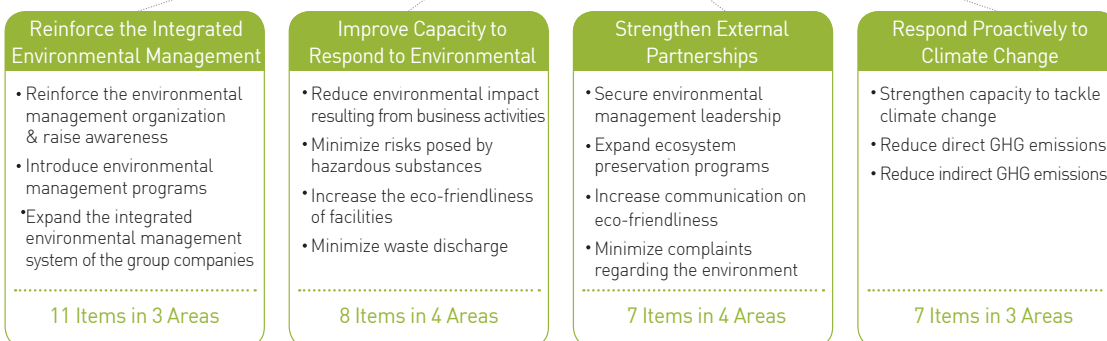 Reinforce the Integrated
Environmental Management
• Reinforce the environmental
management organization
& raise awareness
• Introduce environmental
management programs
• Expand the integrated
environmental management
system of the group companies
11 Items in 3 Areas
Improve Capacity to
Respond to Environmental
• Reduce environmental impact
resulting from business activities
• Minimize risks posed by
hazardous substances
• Increase the eco-friendliness
of facilities
• Minimize waste discharge
8 Items in 4 Areas
Strengthen External
Partnerships
• Secure environmental
management leadership
• Expand ecosystem
preservation programs
• Increase communication on
eco-friendliness
• Minimize complaints
regarding the environment
7 Items in 4 Areas
Respond Proactively to
Climate Change
• Strengthen capacity to tackle
climate change
• Reduce direct GHG emissions
• Reduce indirect GHG emissions
7 Items in 3 Areas